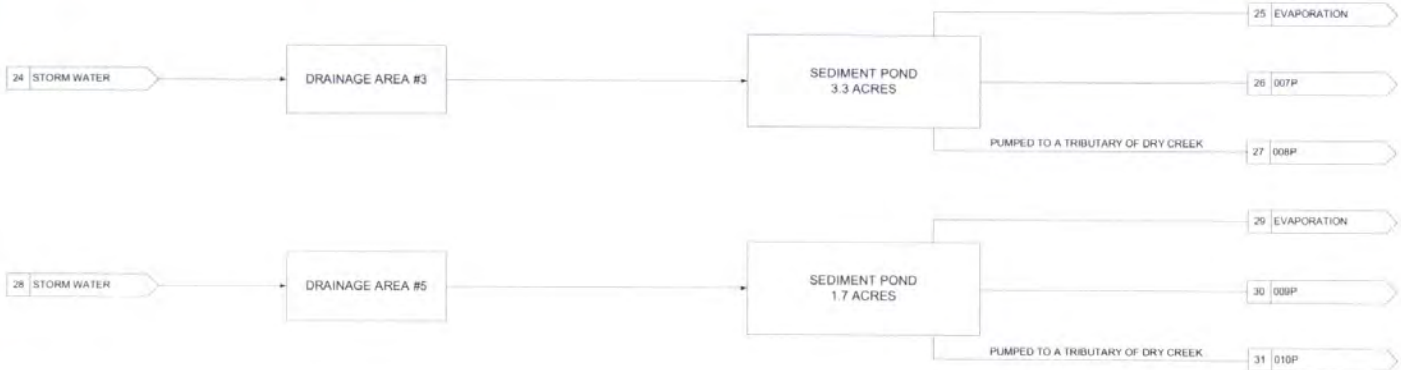 25 EVAPORATION
24 STORM WATER
DRAINAGE AREA #3
SEDIMENT POND
3.3 ACRES
26 007P
PUMPED TO A TRIBUTARY OF DRY CREEK
27 008P
29 EVAPORATION
28 STORM WATER
DRAINAGE AREA #5
SEDIMENT POND
1.7 ACRES
30 009P
PUMPED TO A TRIBUTARY OF DRY CREEK
31 010P